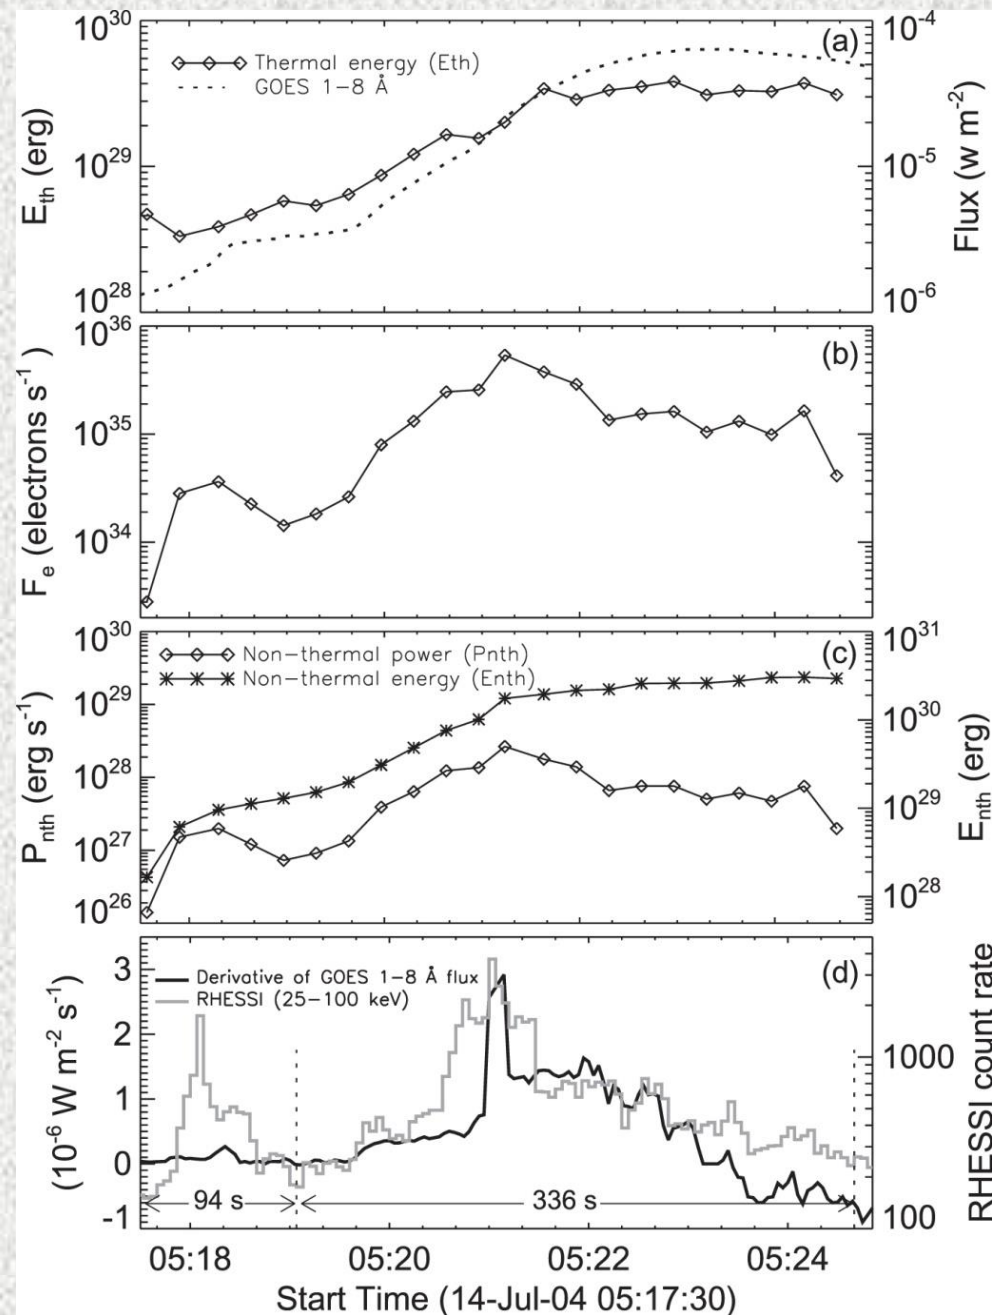 10^30
10^29
10^28
E_th (erg)
Thermal energy (Eth)
GOES 1-8 Å
(a)
10^-4
10^-5
10^-6
Flux (w m^-2)
10^36
10^35
10^34
F_e (electrons s^-1)
(b)
10^30
10^29
10^28
10^27
10^26
P_nth (erg s^-1)
Non-thermal power (Pnth)
Non-thermal energy (Enth)
(c)
10^31
10^30
10^29
10^28
E_nth (erg)
3
2
1
0
-1
(10^-6 W m^-2 s^-1)
Derivative of GOES 1-8 Å flux
RHESSI (25-100 keV)
(d)
94 s
336 s
1000
100
RHESSI count rate
05:18 05:20 05:22 05:24
Start Time (14-Jul-04 05:17:30)